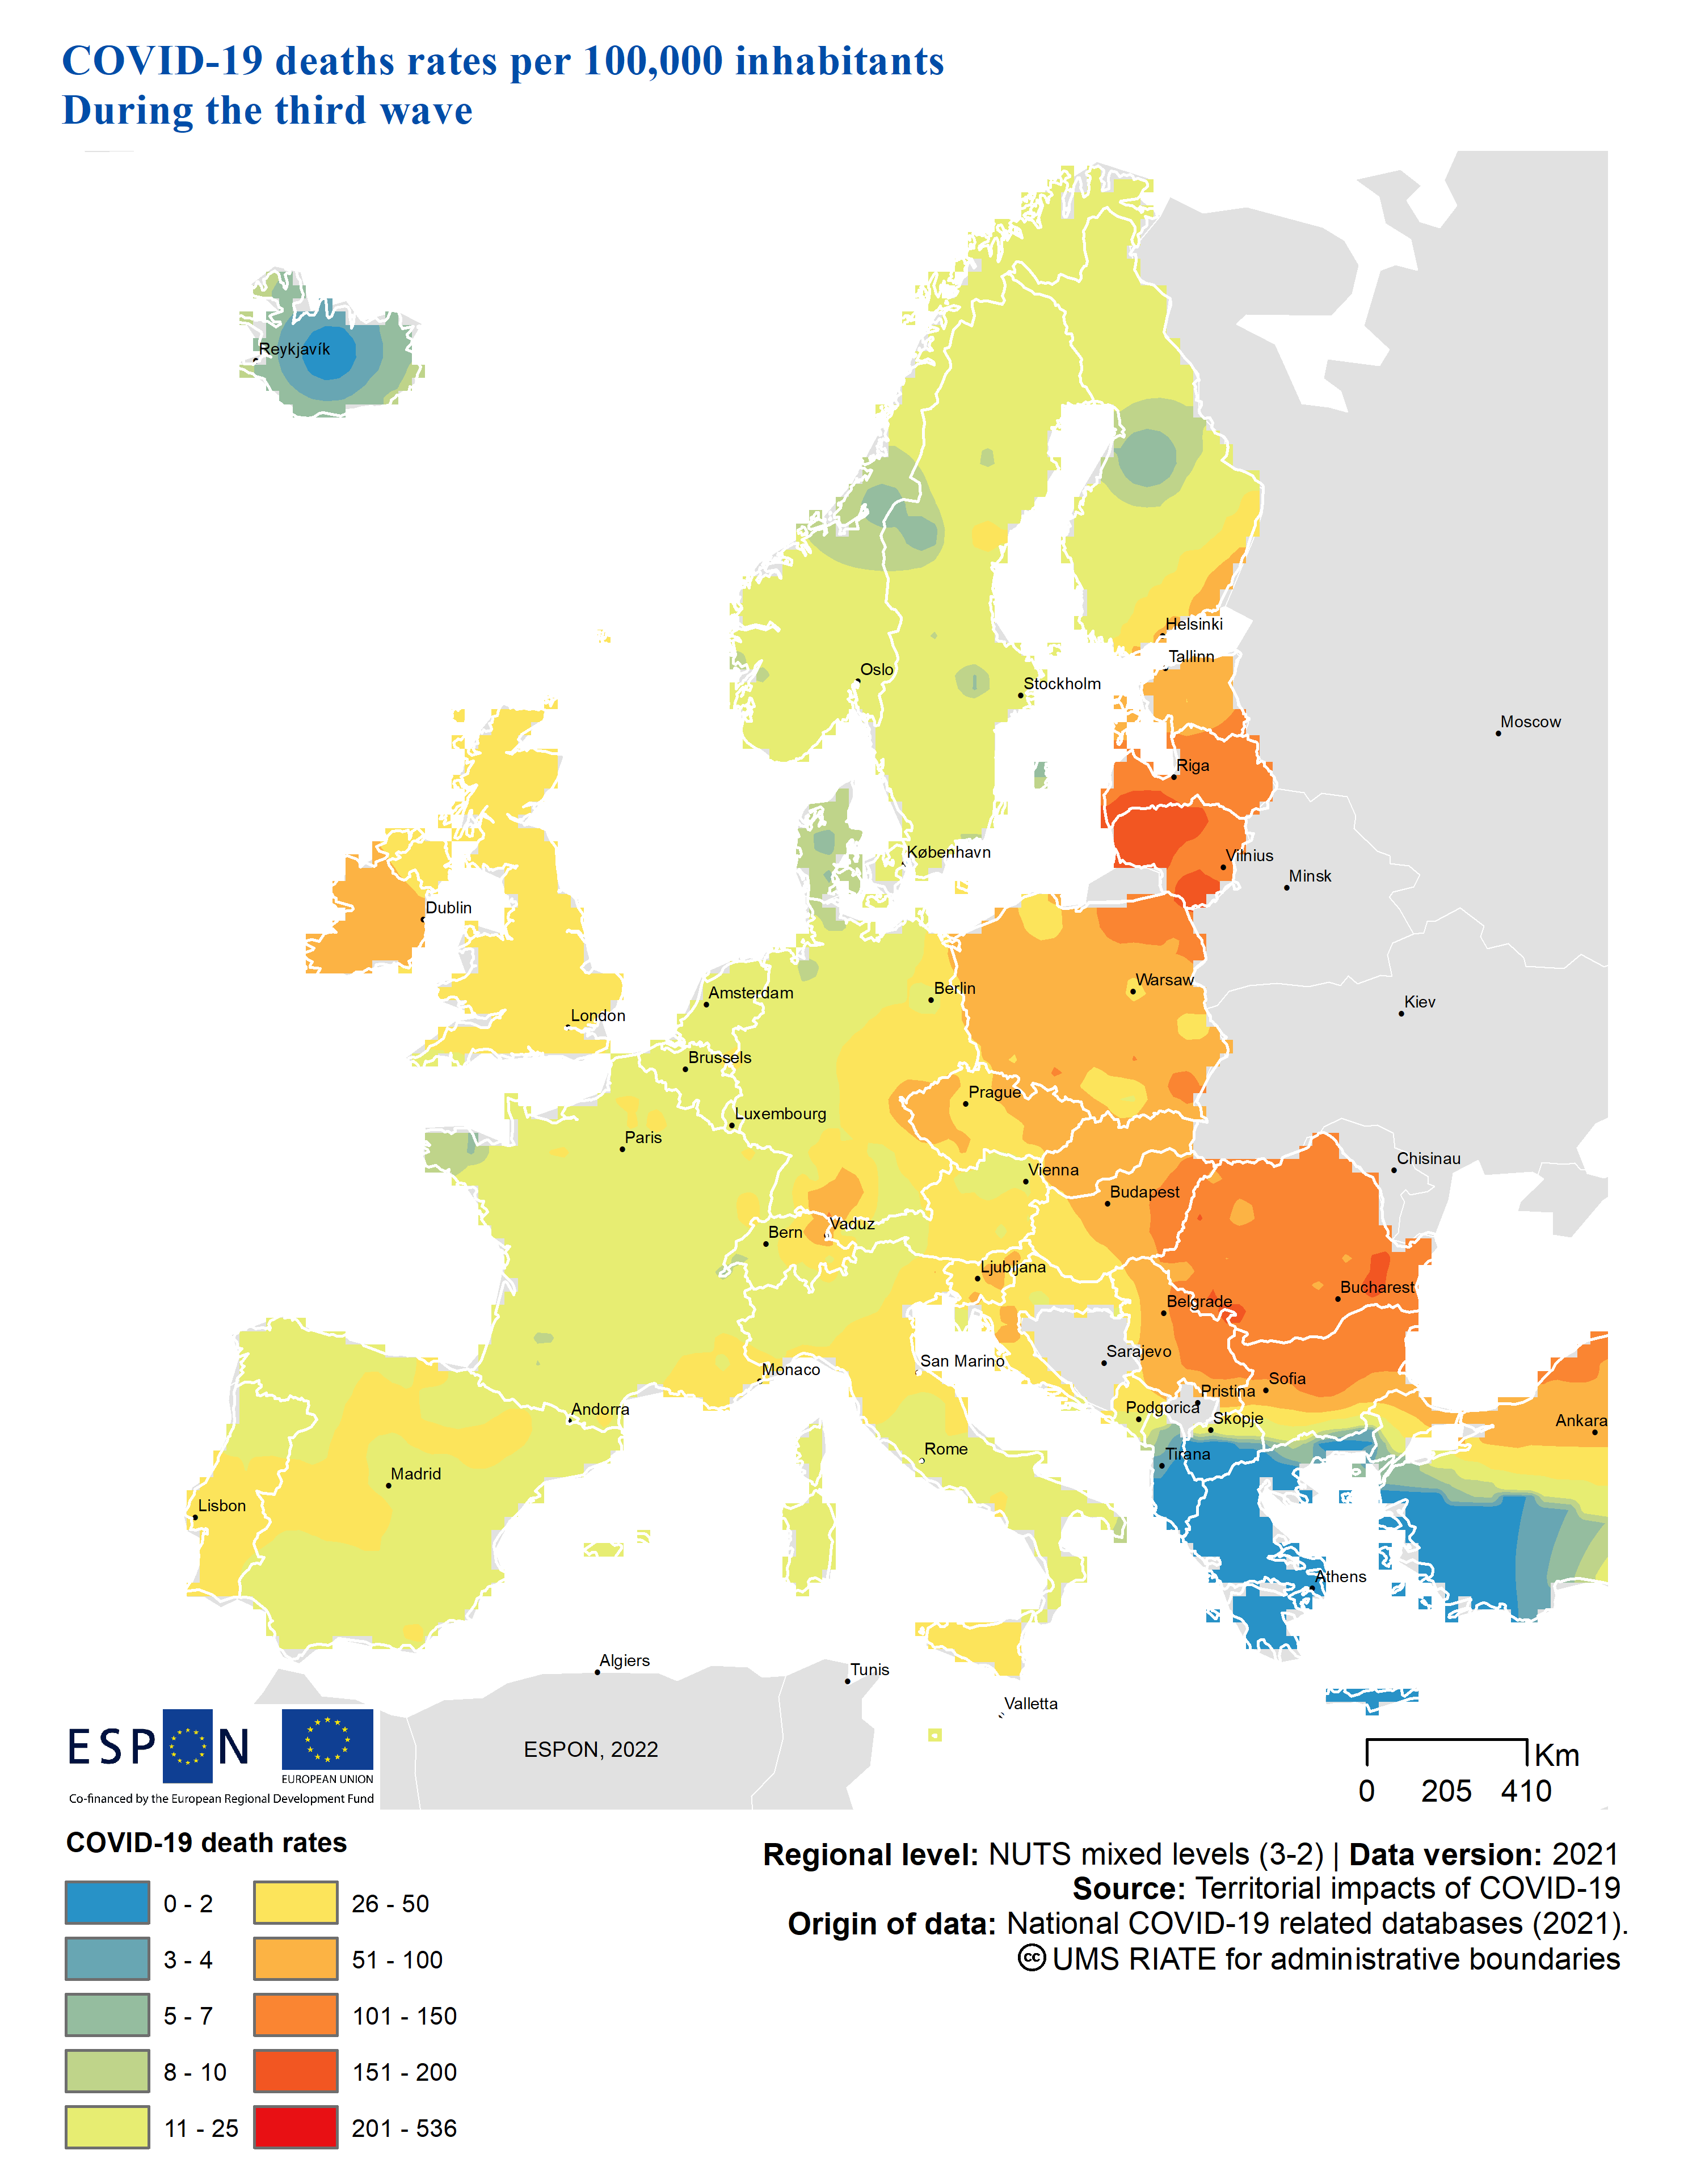 COVID-19 deaths rates per 100,000 inhabitants
During the third wave
Reykjavík
Helsinki
Tallinn
Oslo
Stockholm
Moscow
Riga
København
Vilnius
Minsk
Dublin
Warsaw
Berlin
Amsterdam
Kiev
London
Brussels
Prague
Luxembourg
Paris
Chisinau
Vienna
Budapest
Vaduz
Bern
Ljubljana
Bucharest
Belgrade
Sarajevo
San Marino
Monaco
Sofia
Pristina
Andorra
Podgorica
Skopje
Ankara
Rome
Tirana
Madrid
Lisbon
Athens
Algiers
Tunis
Valletta
ESPON
EUROPEAN UNION
Co-financed by the European Regional Development Fund
ESPON, 2022
Km
0 205 410
COVID-19 death rates
0 - 2
3 - 4
5 - 7
8 - 10
11 - 25
26 - 50
51 - 100
101 - 150
151 - 200
201 - 536
Regional level: NUTS mixed levels (3-2) | Data version: 2021
Source: Territorial impacts of COVID-19
Origin of data: National COVID-19 related databases (2021).
cc UMS RIATE for administrative boundaries